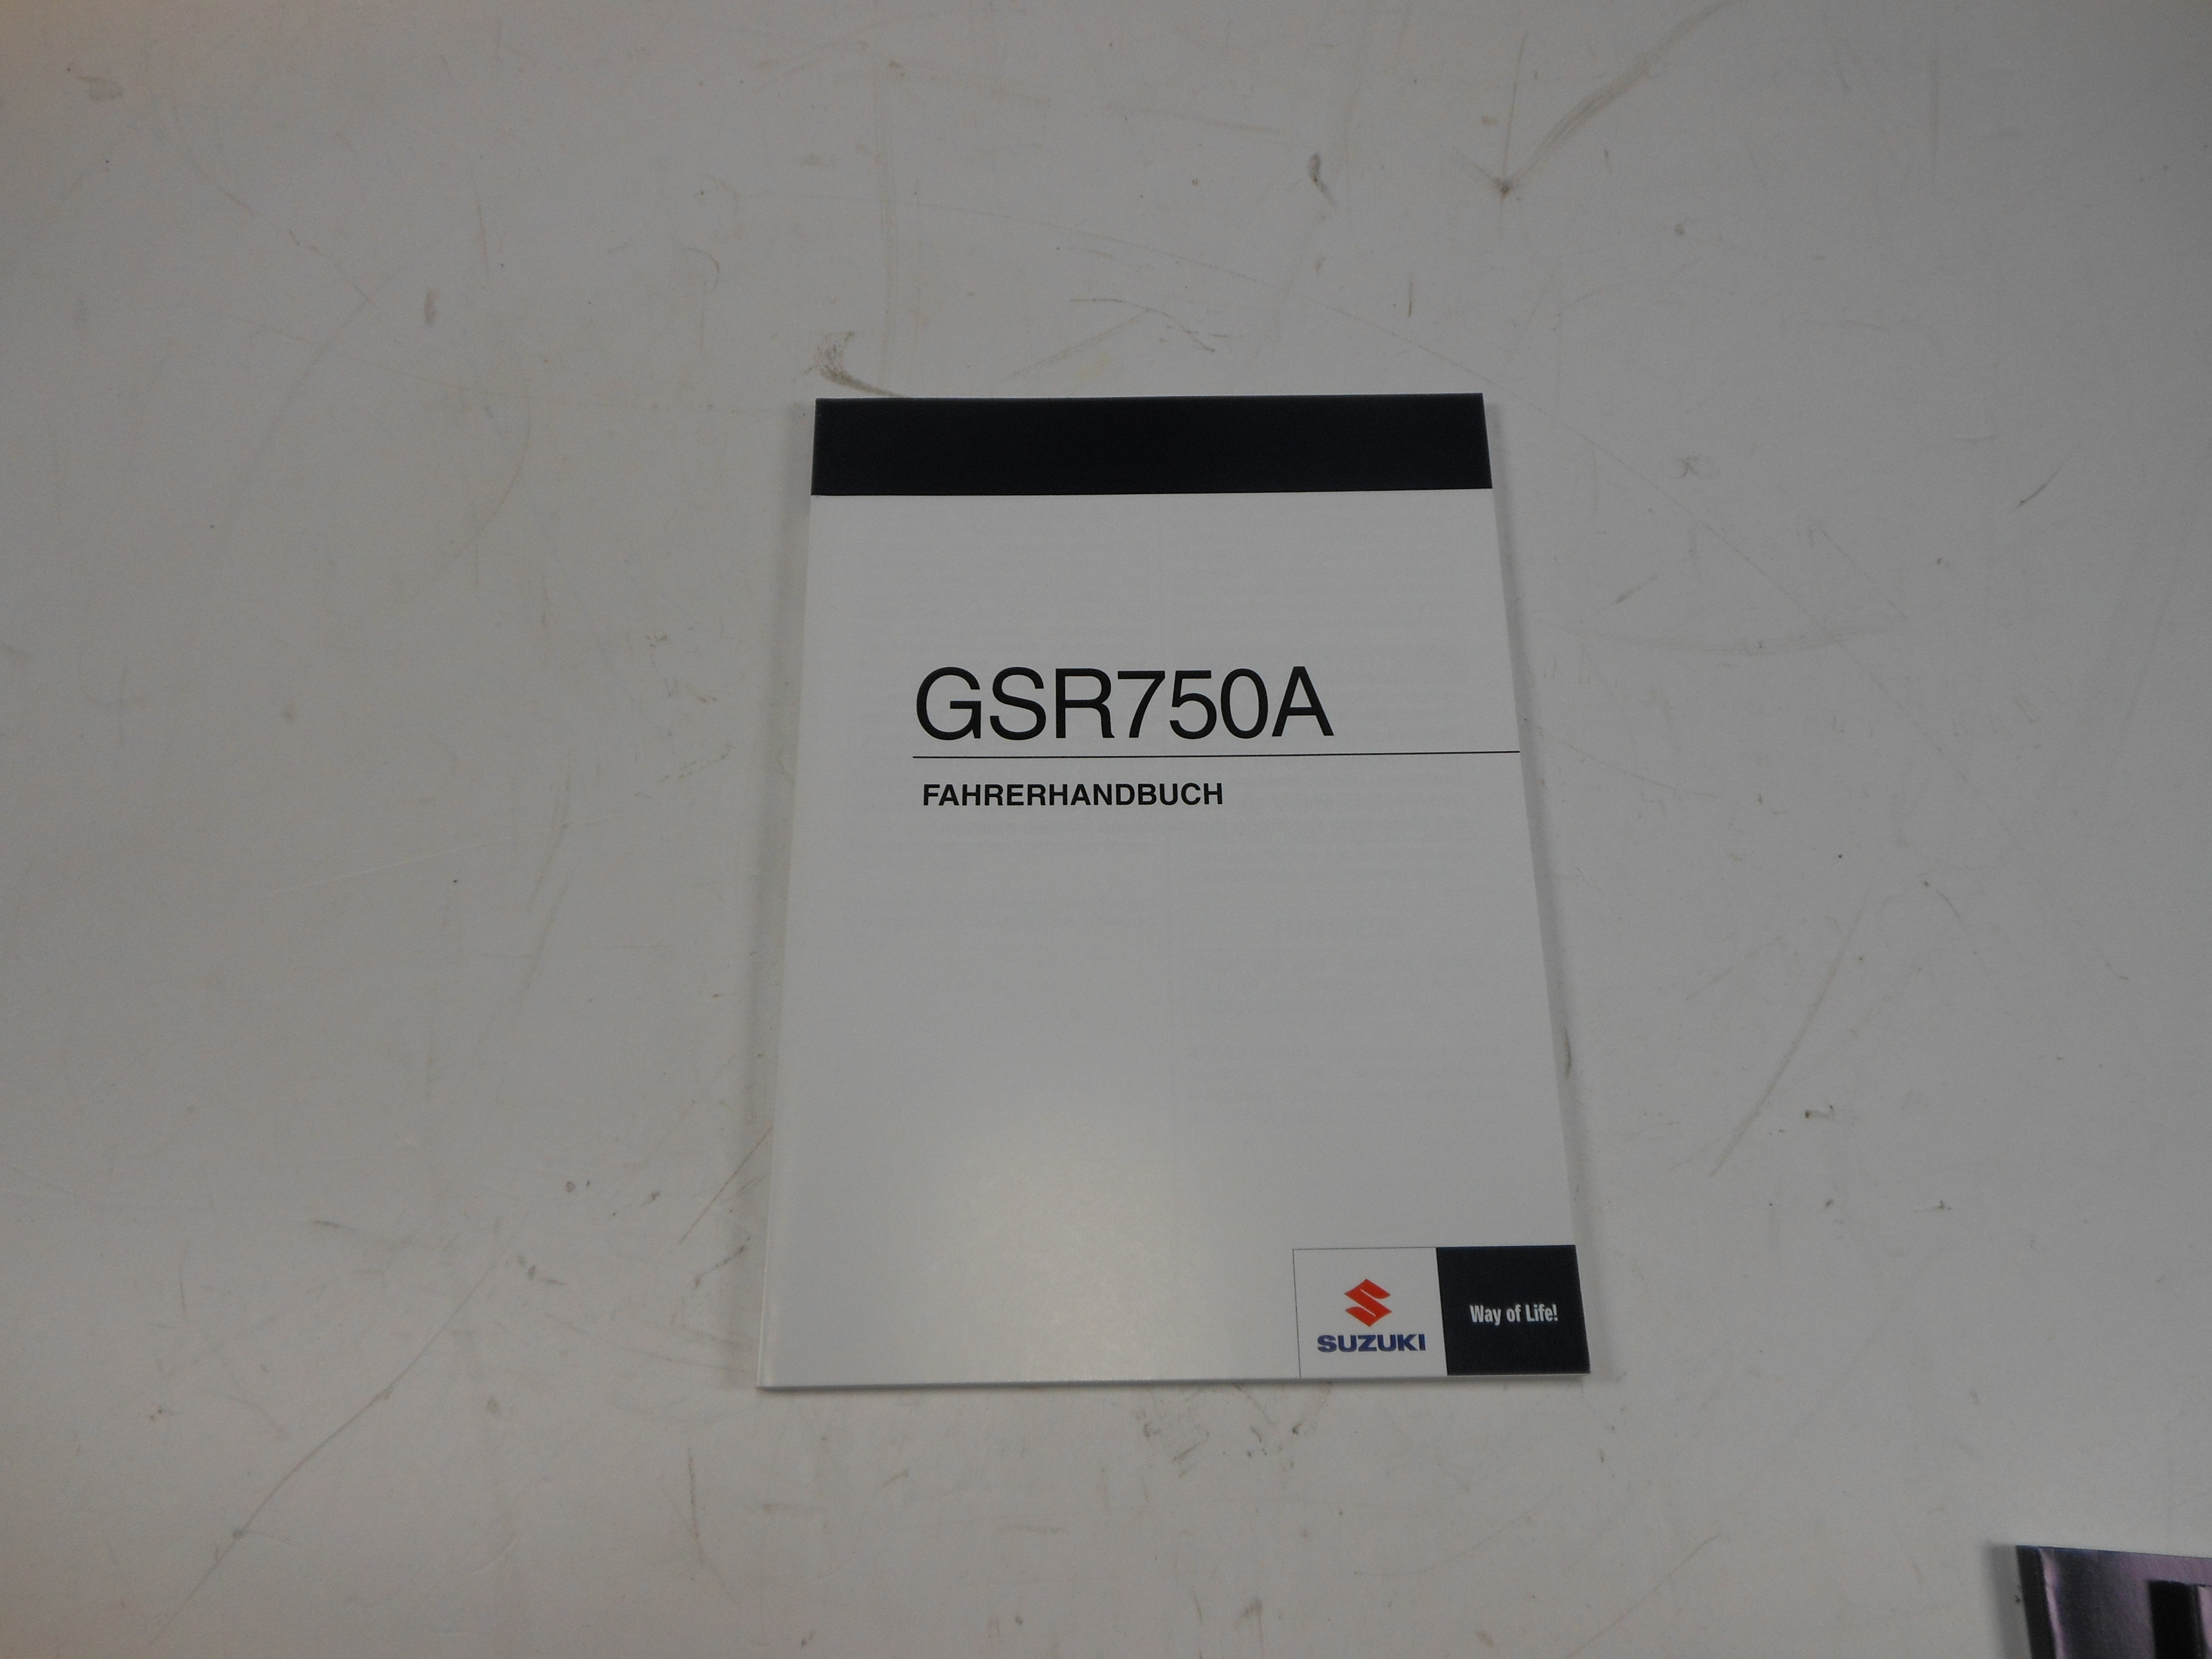 GSR750A
FAHRERHANDBUCH
SUZUKI
Way of Life!